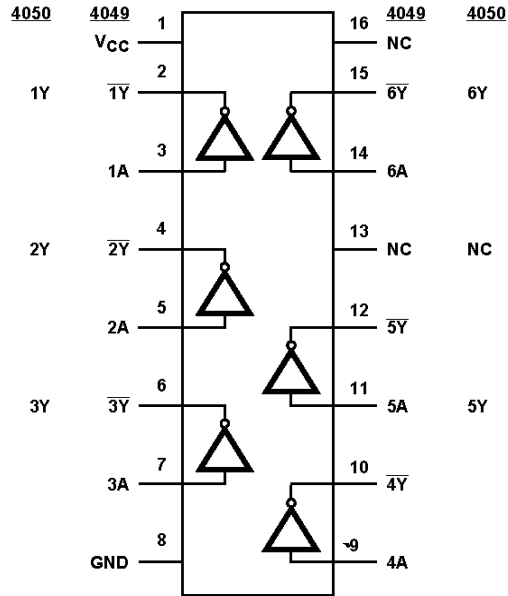 4050 4049 4049 4050
1 16
VCC NC
2 15
1Y 1Y 6Y 6Y
3 14
1A 6A
4 13
2Y 2Y NC NC
5 12
2A 5Y
6 11
3Y 3Y 5A 5Y
7 10
3A 4Y
8 9
GND 4A